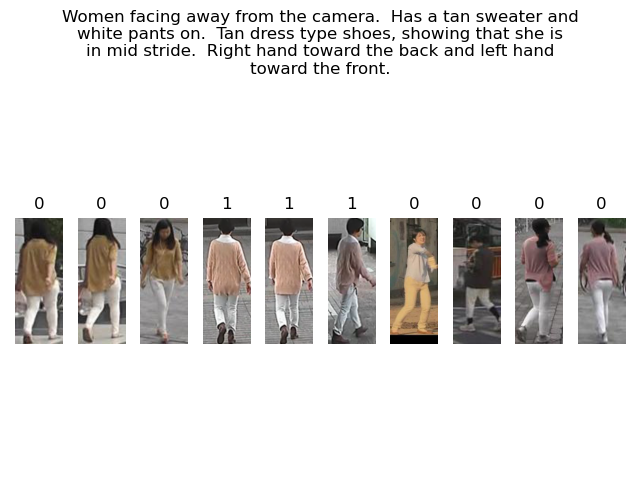 Women facing away from the camera.  Has a tan sweater and
white pants on.  Tan dress type shoes, showing that she is
in mid stride.  Right hand toward the back and left hand
toward the front.
0 0 0 1 1 1 0 0 0 0